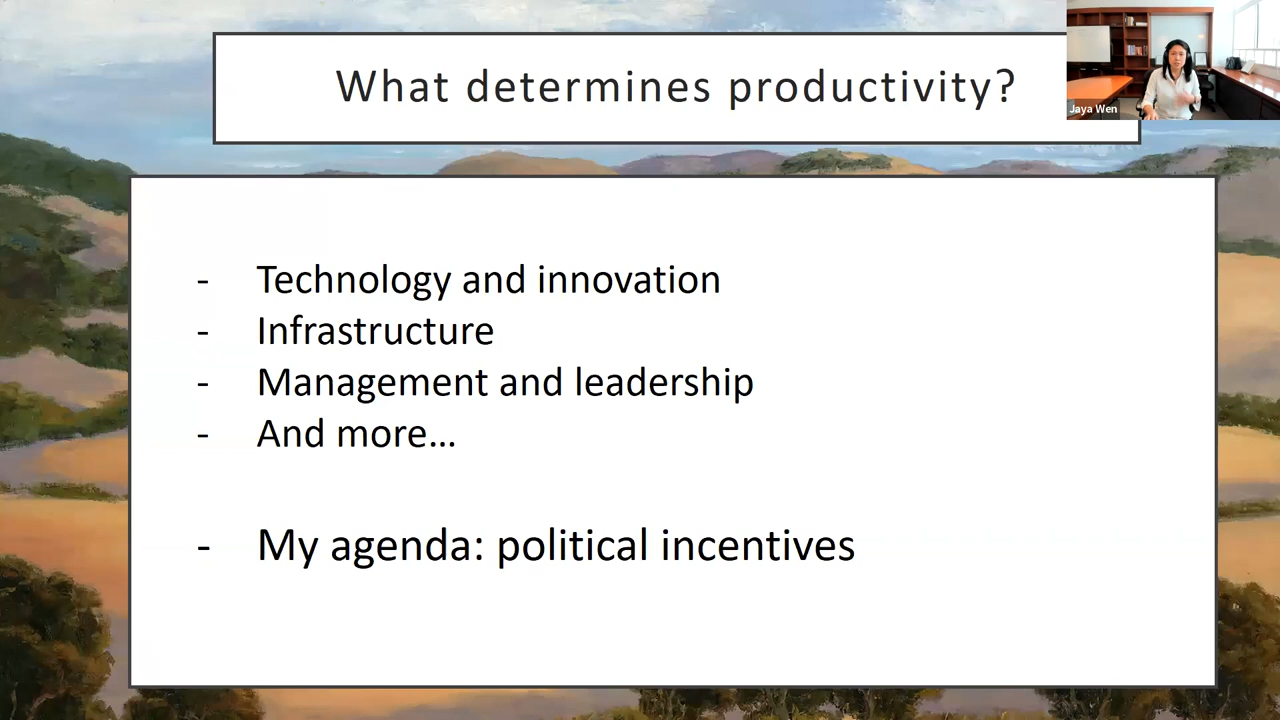 What determines productivity?
Jaya Wen
- Technology and innovation
- Infrastructure
- Management and leadership
- And more…
- My agenda: political incentives